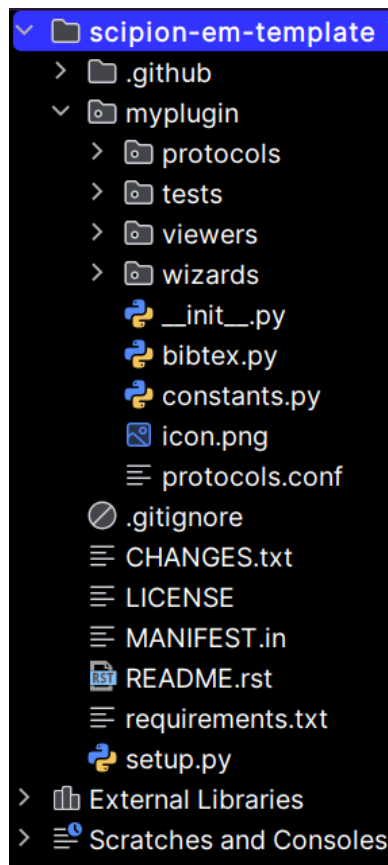 scipion-em-template
.github
myplugin
protocols
tests
viewers
wizards
__init__.py
bibtex.py
constants.py
icon.png
protocols.conf
.gitignore
CHANGES.txt
LICENSE
MANIFEST.in
RST README.rst
requirements.txt
setup.py
External Libraries
Scratches and Consoles